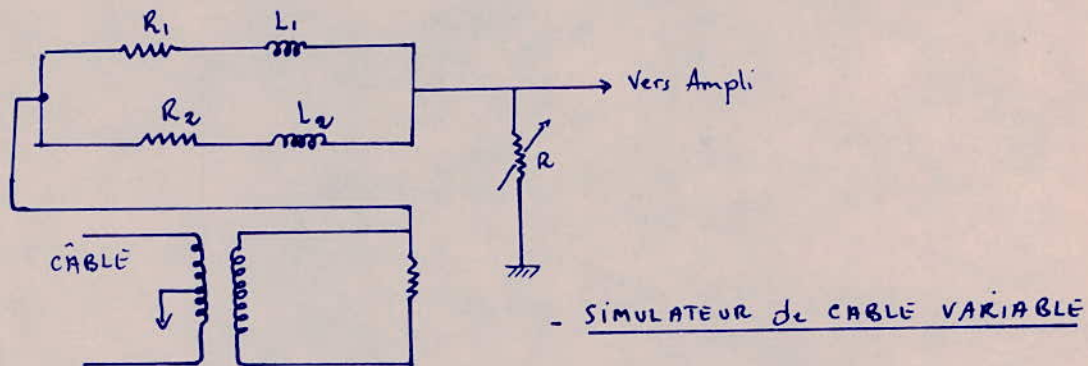 R1 L1
Vers Ampli
R2 L2
R
CÂBLE
- SIMULATEUR de CABLE VARIABLE